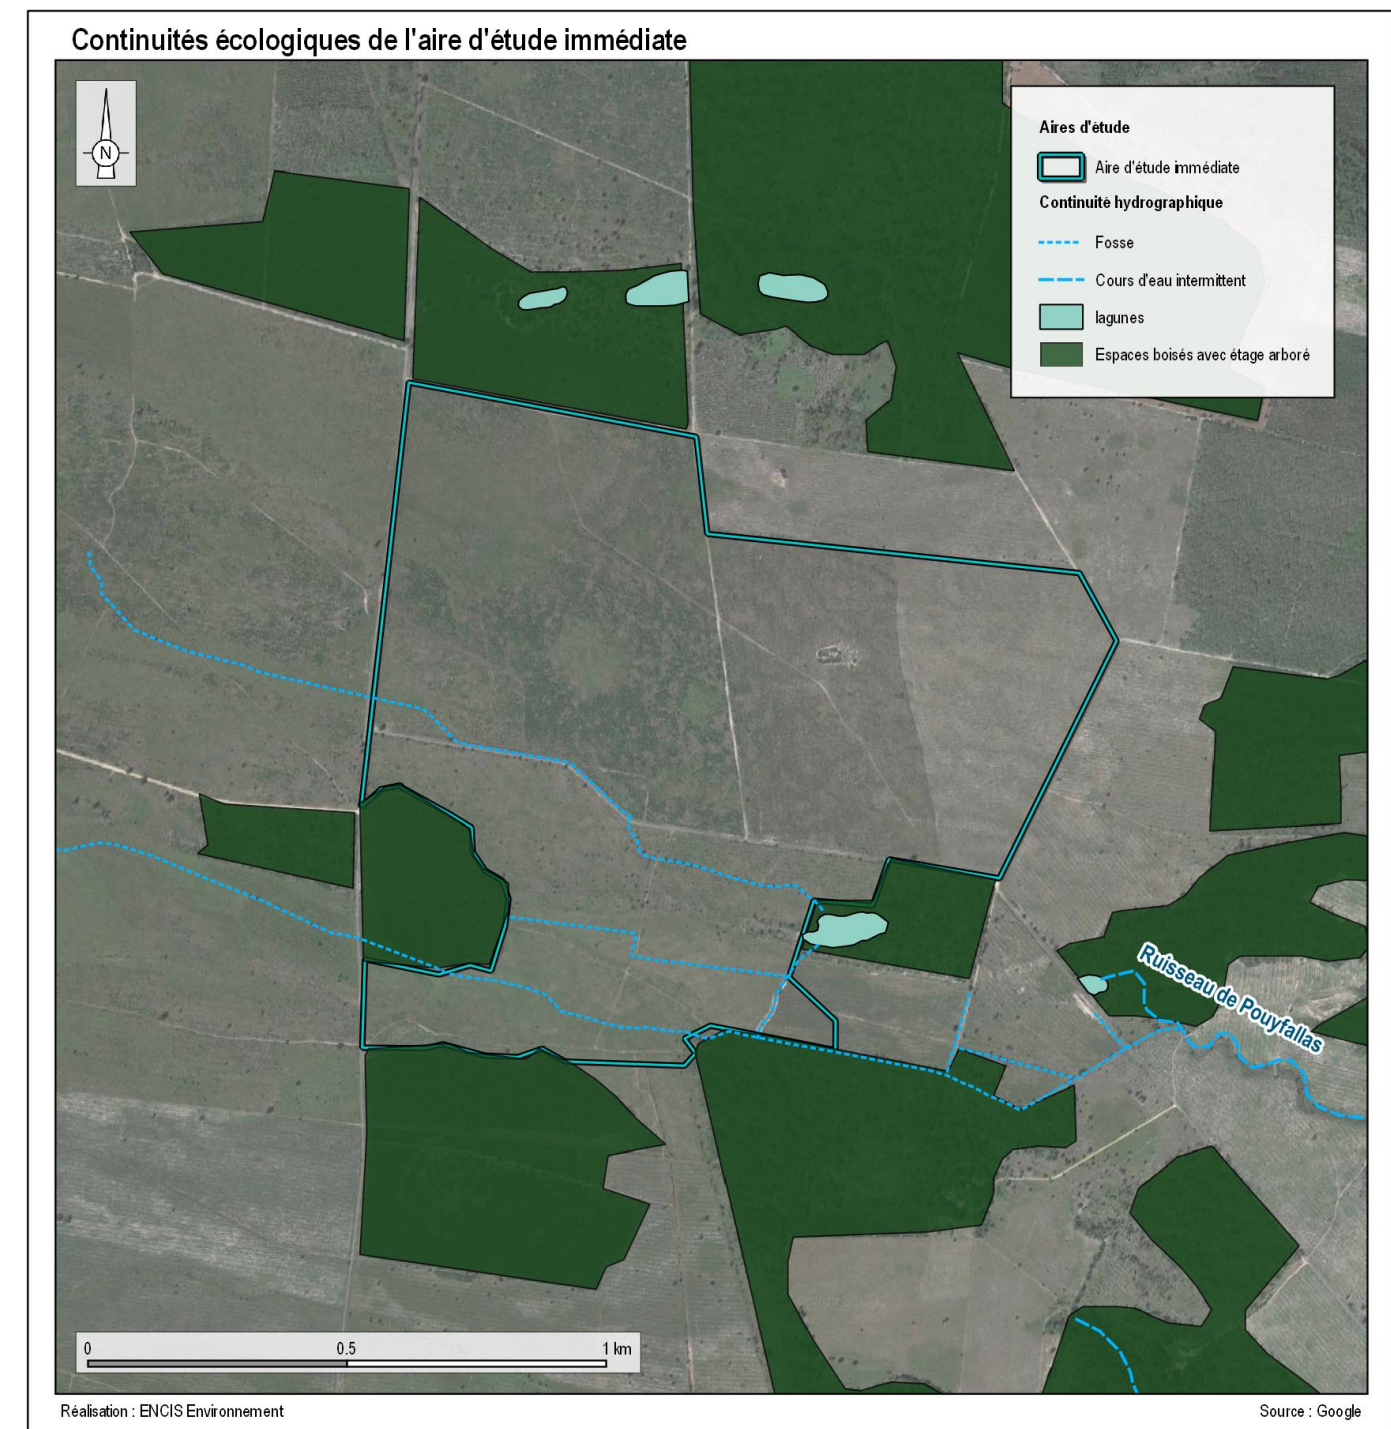 Continuités écologiques de l'aire d'étude immédiate
N
Aires d'étude
Aire d'étude immédiate
Continuité hydrographique
Fosse
Cours d'eau intermittent
lagunes
Espaces boisés avec étage arboré
Ruisseau de Pouyfallas
0 0.5 1 km
Réalisation : ENCIS Environnement
Source : Google